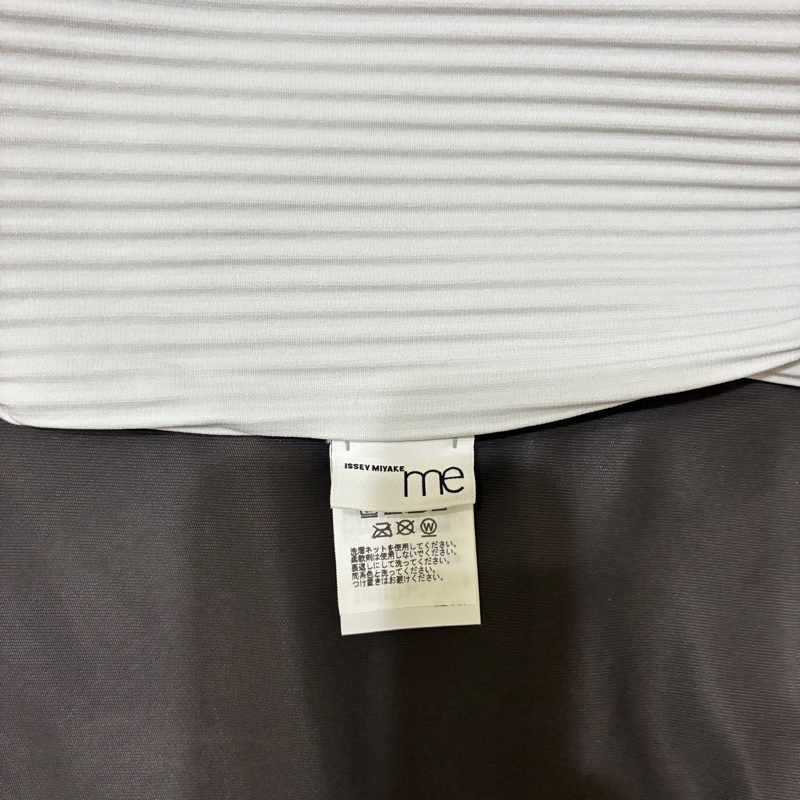 ISSEY MIYAKE me
W
洗濯ネットを使用してください。
柔軟剤は使用しないでください。
裏返しにして洗ってください。
同系色と洗ってください。
つけ置きはお避けください。